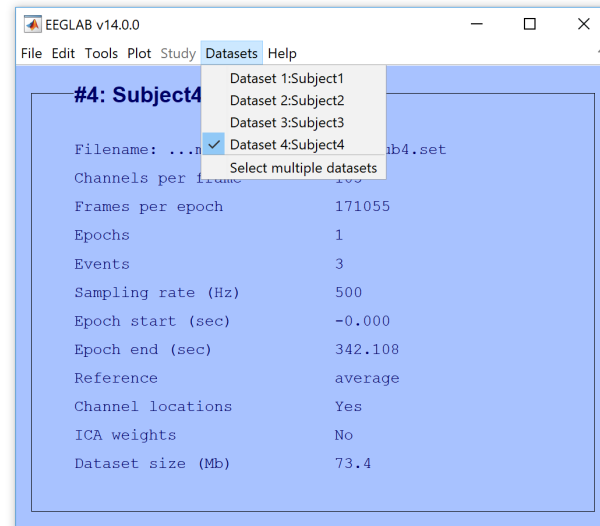 EEGLAB v14.0.0
File Edit Tools Plot Study Datasets Help
Dataset 1:Subject1
Dataset 2:Subject2
Dataset 3:Subject3
Dataset 4:Subject4
Select multiple datasets
#4: Subject4
Filename: ... ub4.set
Channels per frame
Frames per epoch 171055
Epochs 1
Events 3
Sampling rate (Hz) 500
Epoch start (sec) -0.000
Epoch end (sec) 342.108
Reference average
Channel locations Yes
ICA weights No
Dataset size (Mb) 73.4